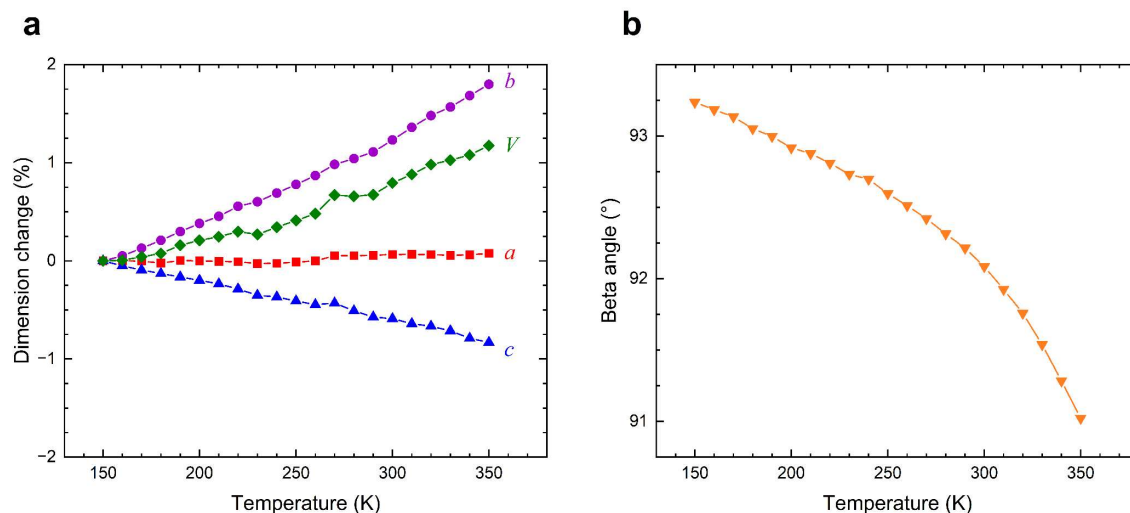 a
2
1
0
−1
−2
Dimension change (%)
b
V
a
c
150 200 250 300 350
Temperature (K)
b
93
92
91
Beta angle (°)
150 200 250 300 350
Temperature (K)